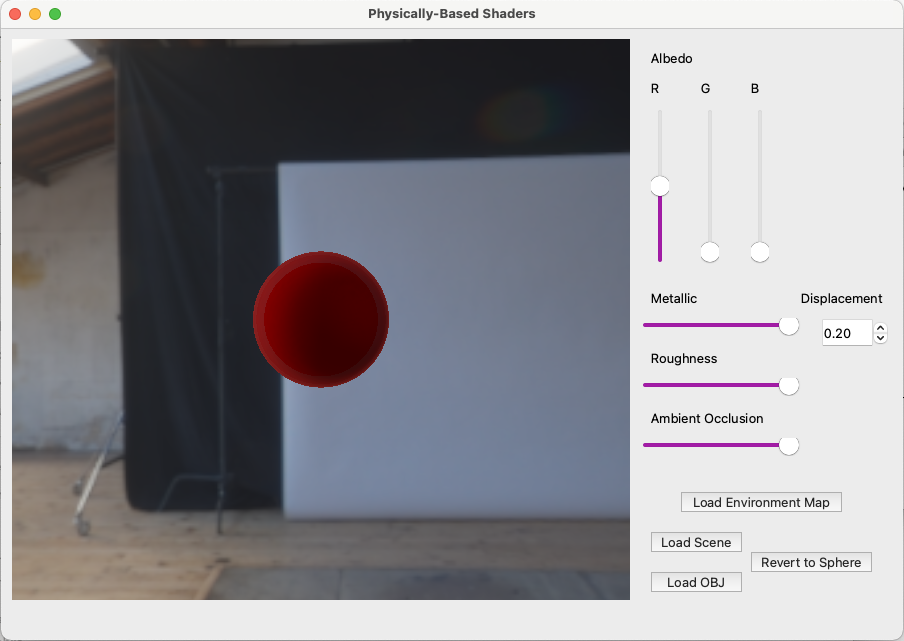 Physically-Based Shaders
Albedo
R G B
Metallic Displacement
0.20
Roughness
Ambient Occlusion
Load Environment Map
Load Scene
Revert to Sphere
Load OBJ